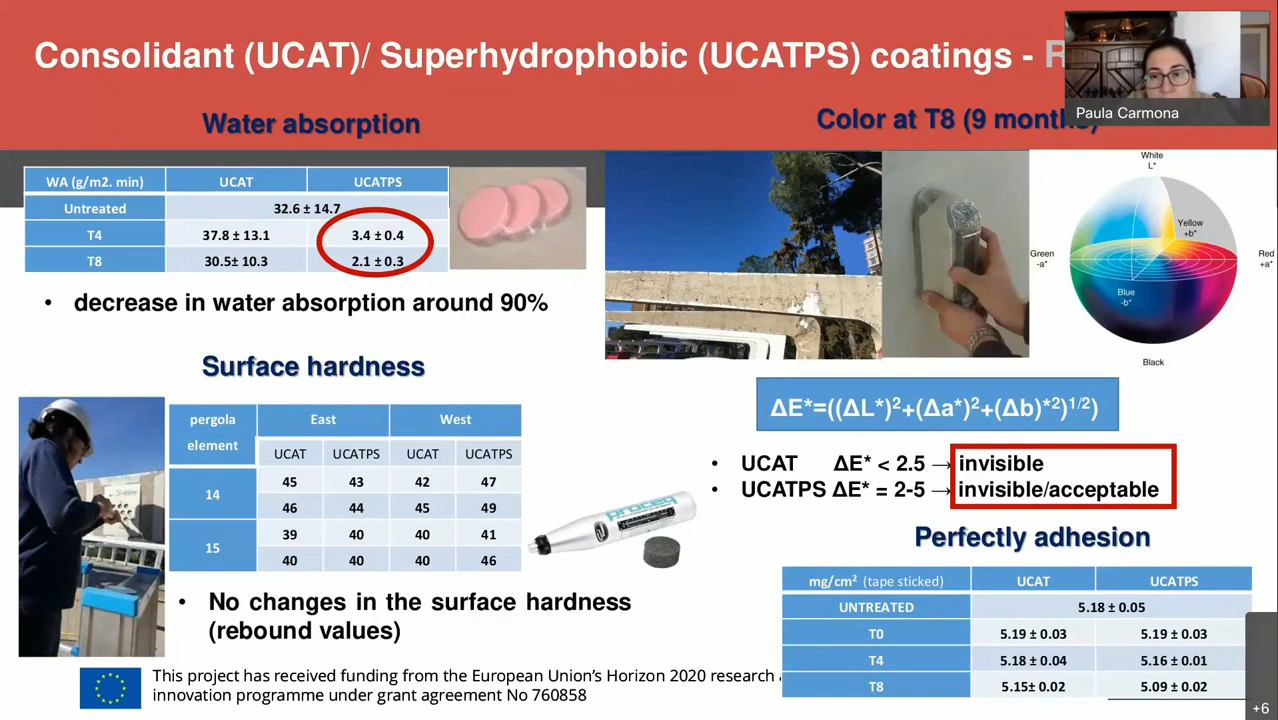 Consolidant (UCAT)/ Superhydrophobic (UCATPS) coatings - R
Paula Carmona
Water absorption
Color at T8 (9 months)
WA (g/m2. min) UCAT UCATPS
Untreated 32.6 ± 14.7
T4 37.8 ± 13.1 3.4 ± 0.4
T8 30.5± 10.3 2.1 ± 0.3
• decrease in water absorption around 90%
White
L*
Yellow
+b*
Green
-a*
Red
+a*
Blue
-b*
Black
Surface hardness
pergola element East West
UCAT UCATPS UCAT UCATPS
14 45 43 42 47
46 44 45 49
15 39 40 40 41
40 40 40 46
proceq
• No changes in the surface hardness
(rebound values)
ΔE*=((ΔL*)²+(Δa*)²+(Δb)*²)¹/²)
• UCAT ΔE* < 2.5 → invisible
• UCATPS ΔE* = 2-5 → invisible/acceptable
Perfectly adhesion
mg/cm² (tape sticked) UCAT UCATPS
UNTREATED 5.18 ± 0.05
T0 5.19 ± 0.03 5.19 ± 0.03
T4 5.18 ± 0.04 5.16 ± 0.01
T8 5.15± 0.02 5.09 ± 0.02
This project has received funding from the European Union's Horizon 2020 research
innovation programme under grant agreement No 760858
+6